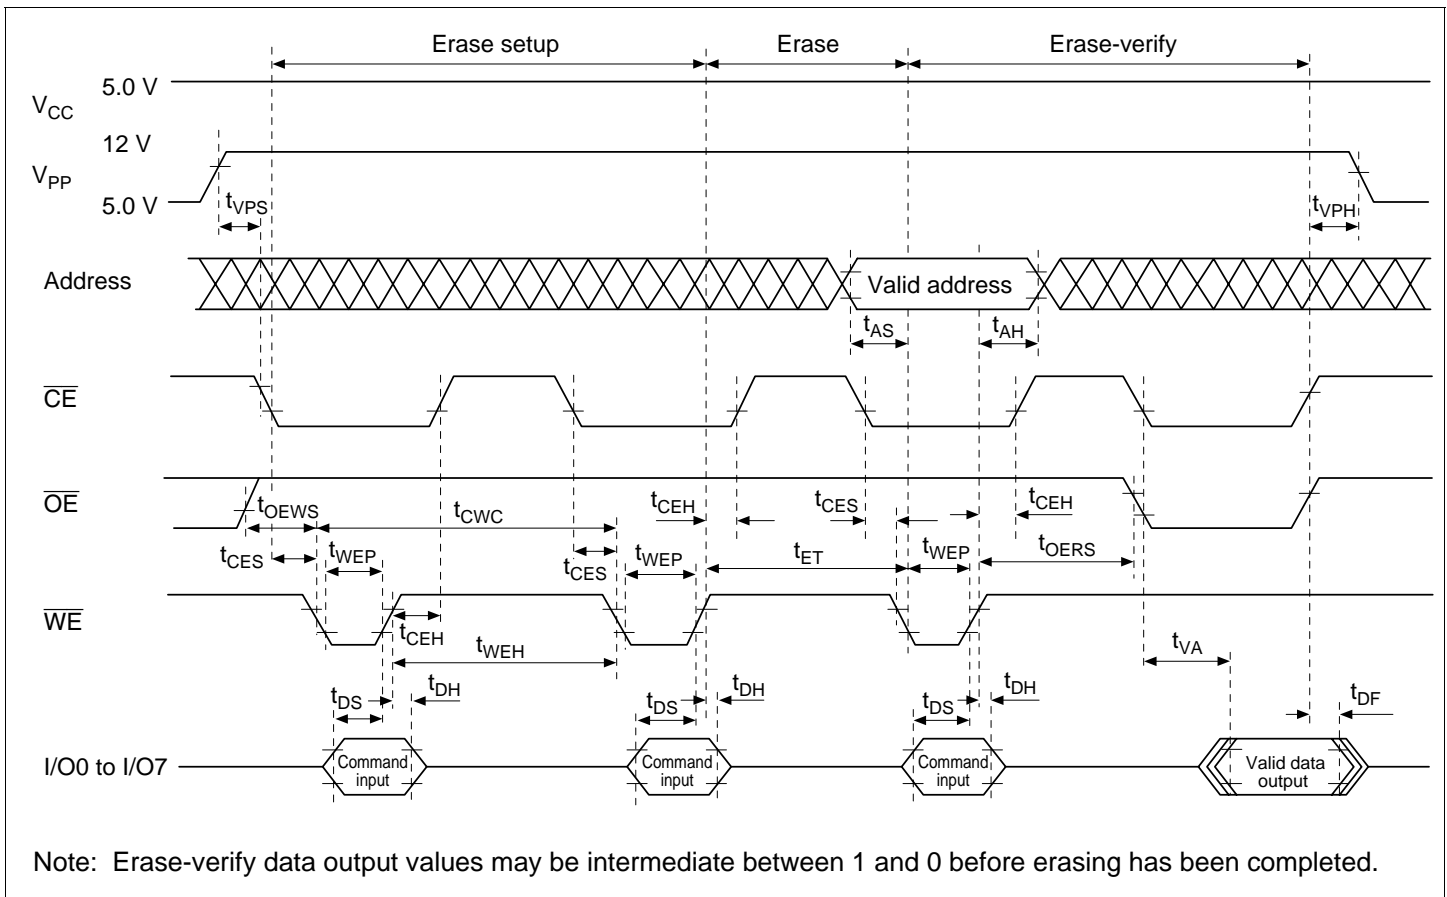 Erase setup Erase Erase-verify
5.0 V
VCC
12 V
VPP
5.0 V
tVPS tVPH
Address Valid address
tAS tAH
CE
OE
tOEWS tCWC tCEH tCES tCEH
tCES tWEP tCES tWEP tET tWEP tOERS
WE
tCEH
tWEH tVA
tDS tDH tDS tDH tDS tDH tDF
I/O0 to I/O7 Command input Command input Command input Valid data output
Note: Erase-verify data output values may be intermediate between 1 and 0 before erasing has been completed.